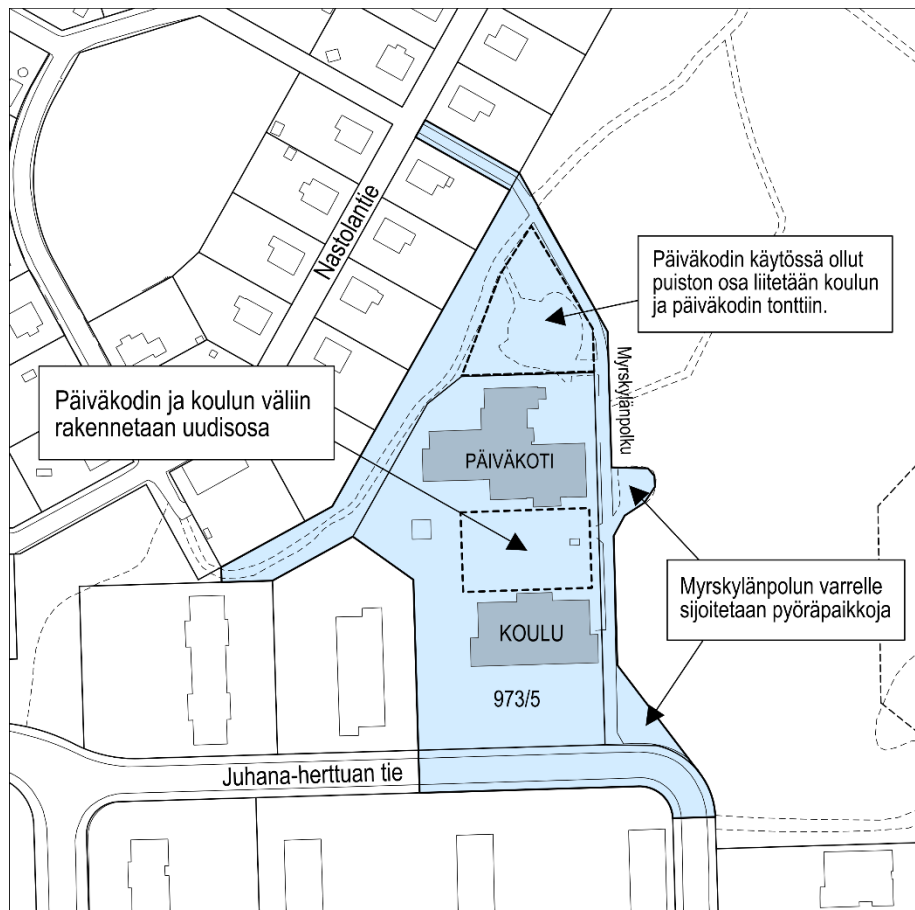 Nastolantie
Päiväkodin käytössä ollut
puiston osa liitetään koulun
ja päiväkodin tonttiin.
Myrskylänpolku
Päiväkodin ja koulun väliin
rakennetaan uudisosa
PÄIVÄKOTI
Myrskylänpolun varrelle
sijoitetaan pyöräpaikkoja
KOULU
973/5
Juhana-herttuan tie